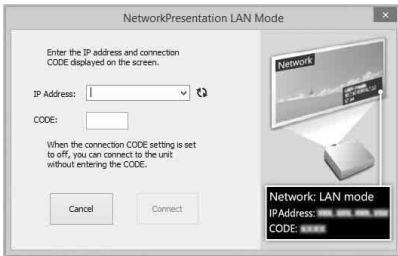 NetworkPresentation LAN Mode
Enter the IP address and connection
CODE displayed on the screen.
IP Address:
CODE:
When the connection CODE setting is set
to off, you can connect to the unit
without entering the CODE.
Cancel
Connect
Network
Network: LAN mode
IPAddress:
CODE: